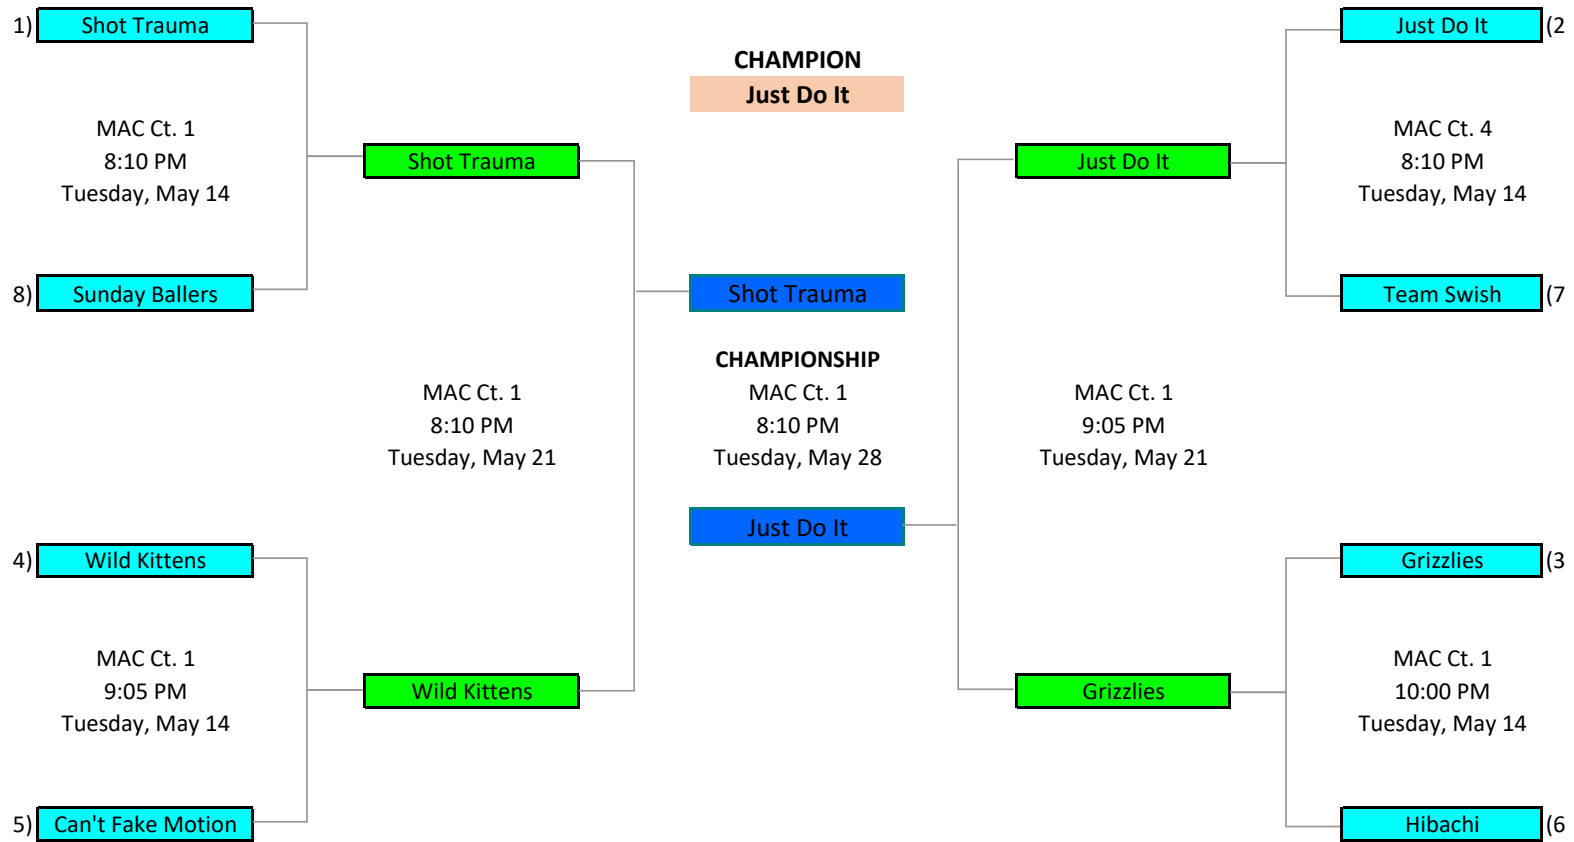 1) Shot Trauma
MAC Ct. 1
8:10 PM
Tuesday, May 14
8) Sunday Ballers
Shot Trauma
MAC Ct. 1
8:10 PM
Tuesday, May 21
4) Wild Kittens
MAC Ct. 1
9:05 PM
Tuesday, May 14
5) Can't Fake Motion
Wild Kittens
CHAMPION
Just Do It
Shot Trauma
CHAMPIONSHIP
MAC Ct. 1
8:10 PM
Tuesday, May 28
Just Do It
Just Do It
MAC Ct. 1
9:05 PM
Tuesday, May 21
Grizzlies
Just Do It (2
MAC Ct. 4
8:10 PM
Tuesday, May 14
Team Swish (7
Grizzlies (3
MAC Ct. 1
10:00 PM
Tuesday, May 14
Hibachi (6